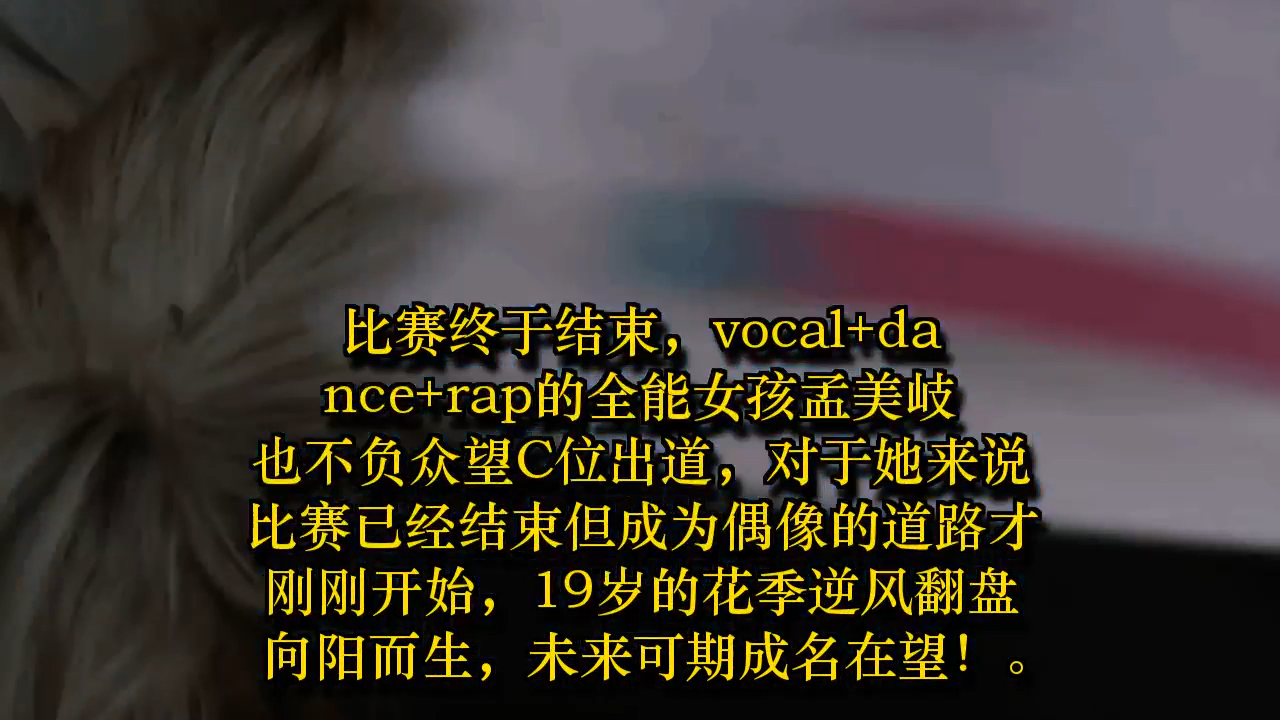 比赛终于结束，vocal+da
nce+rap的全能女孩孟美岐
也不负众望C位出道，对于她来说
比赛已经结束但成为偶像的道路才
刚刚开始，19岁的花季逆风翻盘
向阳而生，未来可期成名在望！。